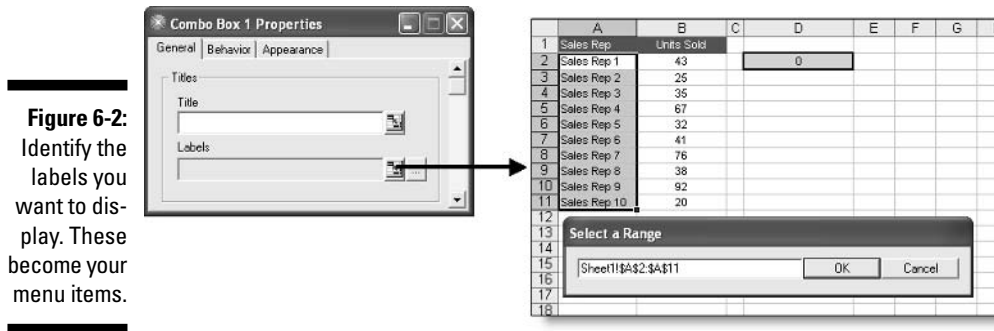 Figure 6-2:
Identify the
labels you
want to dis-
play. These
become your
menu items.
Combo Box 1 Properties
General Behavior Appearance
Titles
Title
Labels
...
A B C D E F G
1 Sales Rep Units Sold
2 Sales Rep 1 43 0
3 Sales Rep 2 25
4 Sales Rep 3 35
5 Sales Rep 4 67
6 Sales Rep 5 32
7 Sales Rep 6 41
8 Sales Rep 7 76
9 Sales Rep 8 38
10 Sales Rep 9 92
11 Sales Rep 10 20
12
13
14
15
16
17
18
Select a Range
Sheet1!$A$2:$A$11 OK Cancel